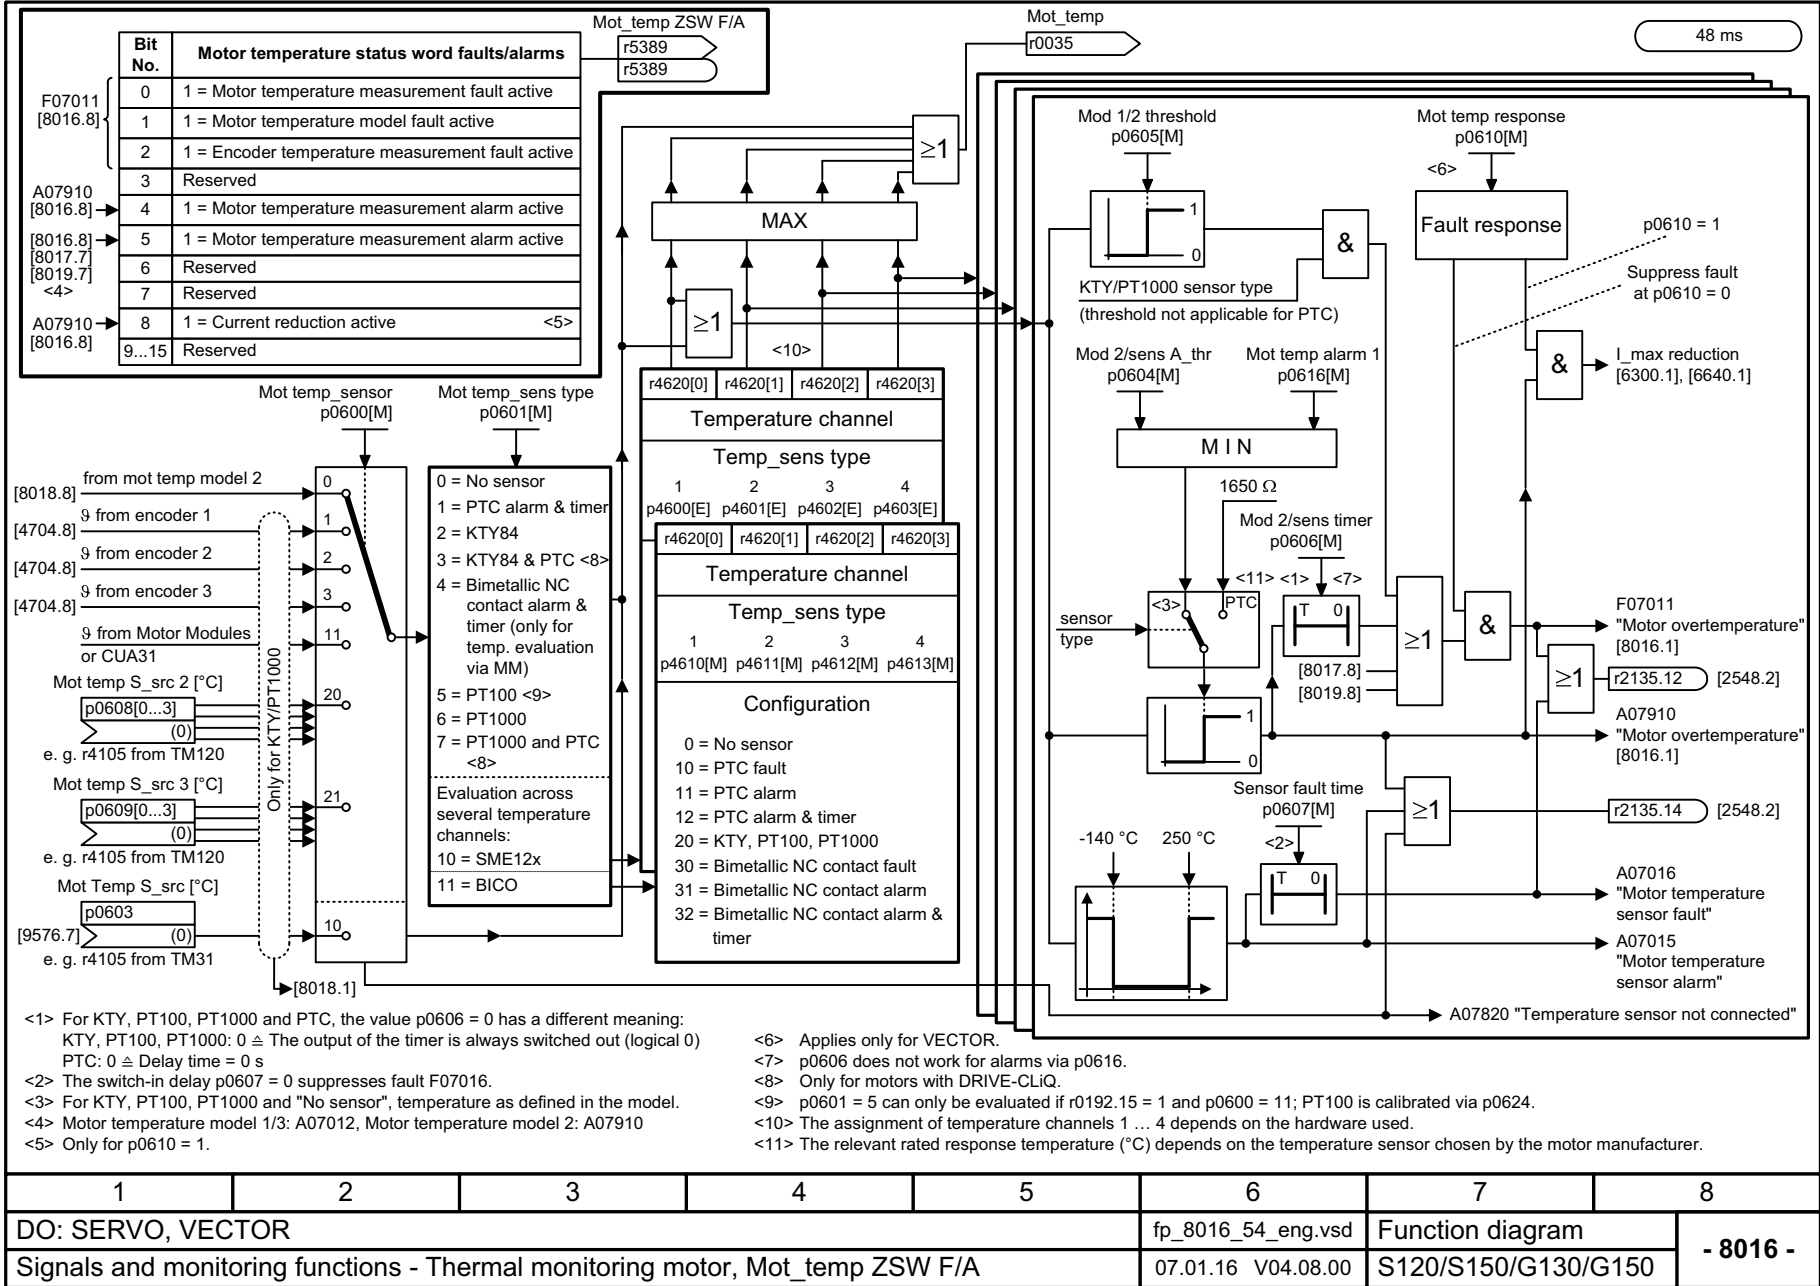 Mot_temp ZSW F/A
r5389
r5389
Bit No.
Motor temperature status word faults/alarms
F07011
[8016.8]
0
1 = Motor temperature measurement fault active
1
1 = Motor temperature model fault active
2
1 = Encoder temperature measurement fault active
3
Reserved
A07910
[8016.8]
4
1 = Motor temperature measurement alarm active
[8016.8]
[8017.7]
[8019.7]
<4>
5
1 = Motor temperature measurement alarm active
6
Reserved
7
Reserved
A07910
[8016.8]
8
1 = Current reduction active <5>
9...15
Reserved
Mot_temp
r0035
48 ms
≥1
MAX
≥1
<10>
Mot temp_sensor
p0600[M]
Mot temp_sens type
p0601[M]
[8018.8]
from mot temp model 2
0
[4704.8]
ϑ from encoder 1
1
[4704.8]
ϑ from encoder 2
2
[4704.8]
ϑ from encoder 3
3
ϑ from Motor Modules
or CUA31
11
Mot temp S_src 2 [°C]
p0608[0...3]
(0)
e. g. r4105 from TM120
20
Mot temp S_src 3 [°C]
p0609[0...3]
(0)
e. g. r4105 from TM120
21
Mot Temp S_src [°C]
p0603
[9576.7]
(0)
e. g. r4105 from TM31
10
Only for KTY/PT1000
[8018.1]
0 = No sensor
1 = PTC alarm & timer
2 = KTY84
3 = KTY84 & PTC <8>
4 = Bimetallic NC
contact alarm &
timer (only for
temp. evaluation
via MM)
5 = PT100 <9>
6 = PT1000
7 = PT1000 and PTC
<8>
Evaluation across
several temperature
channels:
10 = SME12x
11 = BICO
r4620[0] r4620[1] r4620[2] r4620[3]
Temperature channel
Temp_sens type
1 2 3 4
p4600[E] p4601[E] p4602[E] p4603[E]
r4620[0] r4620[1] r4620[2] r4620[3]
Temperature channel
Temp_sens type
1 2 3 4
p4610[M] p4611[M] p4612[M] p4613[M]
Configuration
0 = No sensor
10 = PTC fault
11 = PTC alarm
12 = PTC alarm & timer
20 = KTY, PT100, PT1000
30 = Bimetallic NC contact fault
31 = Bimetallic NC contact alarm
32 = Bimetallic NC contact alarm &
timer
Mod 1/2 threshold
p0605[M]
1
0
KTY/PT1000 sensor type
(threshold not applicable for PTC)
&
Mot temp response
p0610[M]
<6>
Fault response
p0610 = 1
Suppress fault
at p0610 = 0
&
I_max reduction
[6300.1], [6640.1]
Mod 2/sens A_thr
p0604[M]
Mot temp alarm 1
p0616[M]
M I N
1650 Ω
Mod 2/sens timer
p0606[M]
<11> <1> <7>
<3>
PTC
sensor
type
T 0
[8017.8]
[8019.8]
≥1
&
F07011
"Motor overtemperature"
[8016.1]
≥1
r2135.12
[2548.2]
1
0
A07910
"Motor overtemperature"
[8016.1]
Sensor fault time
p0607[M]
<2>
T 0
≥1
r2135.14
[2548.2]
-140 °C
250 °C
A07016
"Motor temperature
sensor fault"
A07015
"Motor temperature
sensor alarm"
A07820 "Temperature sensor not connected"
<1> For KTY, PT100, PT1000 and PTC, the value p0606 = 0 has a different meaning:
KTY, PT100, PT1000: 0 ≙ The output of the timer is always switched out (logical 0)
PTC: 0 ≙ Delay time = 0 s
<2> The switch-in delay p0607 = 0 suppresses fault F07016.
<3> For KTY, PT100, PT1000 and "No sensor", temperature as defined in the model.
<4> Motor temperature model 1/3: A07012, Motor temperature model 2: A07910
<5> Only for p0610 = 1.
<6> Applies only for VECTOR.
<7> p0606 does not work for alarms via p0616.
<8> Only for motors with DRIVE-CLiQ.
<9> p0601 = 5 can only be evaluated if r0192.15 = 1 and p0600 = 11; PT100 is calibrated via p0624.
<10> The assignment of temperature channels 1 … 4 depends on the hardware used.
<11> The relevant rated response temperature (°C) depends on the temperature sensor chosen by the motor manufacturer.
1 2 3 4 5 6 7 8
DO: SERVO, VECTOR
fp_8016_54_eng.vsd
Function diagram
- 8016 -
Signals and monitoring functions - Thermal monitoring motor, Mot_temp ZSW F/A
07.01.16 V04.08.00
S120/S150/G130/G150